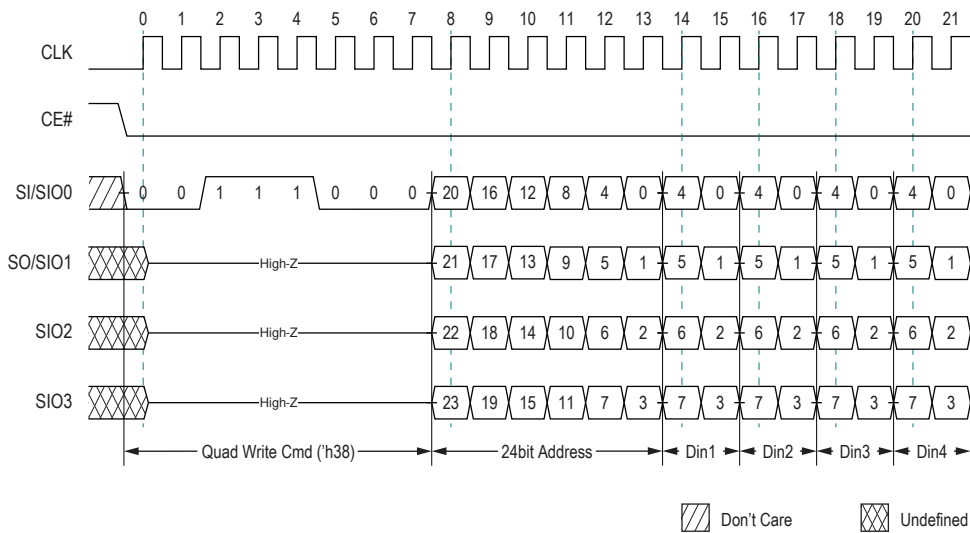 0 1 2 3 4 5 6 7 8 9 10 11 12 13 14 15 16 17 18 19 20 21
CLK
CE#
SI/SIO0 0 0 1 1 1 0 0 0 20 16 12 8 4 0 4 0 4 0 4 0 4 0
SO/SIO1 High-Z 21 17 13 9 5 1 5 1 5 1 5 1 5 1
SIO2 High-Z 22 18 14 10 6 2 6 2 6 2 6 2 6 2
SIO3 High-Z 23 19 15 11 7 3 7 3 7 3 7 3 7 3
Quad Write Cmd ('h38) 24bit Address Din1 Din2 Din3 Din4
Don't Care Undefined